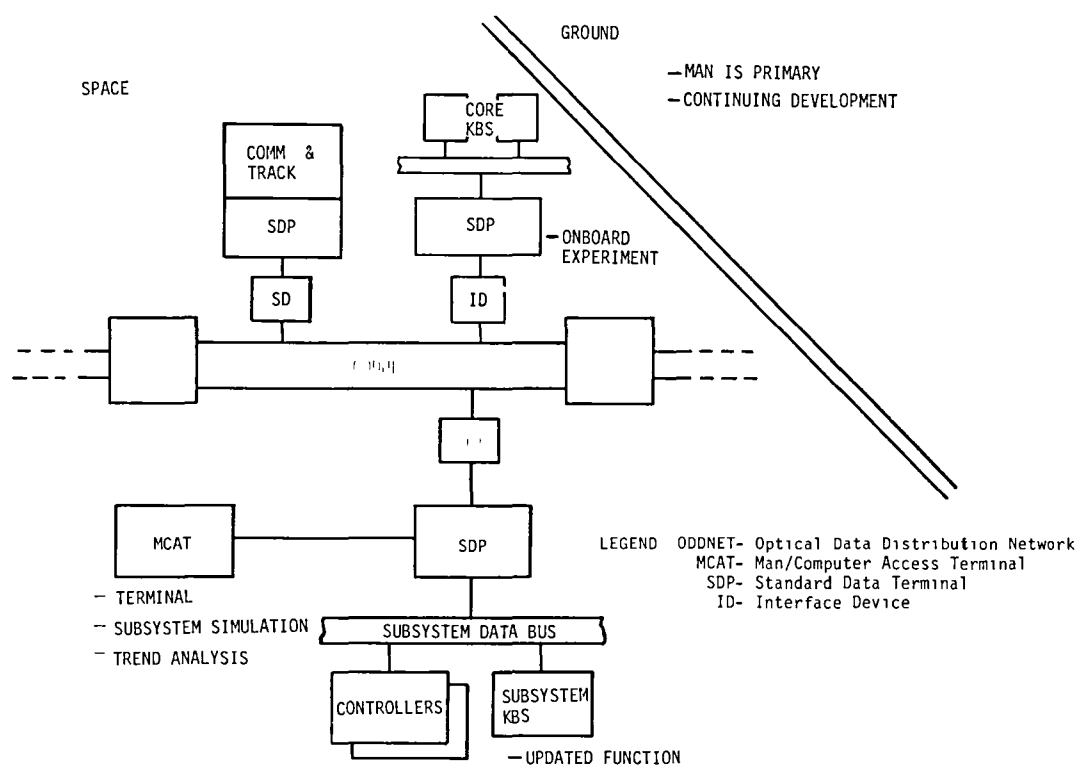 GROUND
—MAN IS PRIMARY
—CONTINUING DEVELOPMENT
SPACE
CORE
KBS
COMM & TRACK
SDP
SDP
—ONBOARD
EXPERIMENT
SD
ID
MCAT
SDP
LEGEND ODDNET- Optical Data Distribution Network
MCAT- Man/Computer Access Terminal
SDP- Standard Data Terminal
ID- Interface Device
— TERMINAL
— SUBSYSTEM SIMULATION
— TREND ANALYSIS
SUBSYSTEM DATA BUS
CONTROLLERS
SUBSYSTEM
KBS
—UPDATED FUNCTION